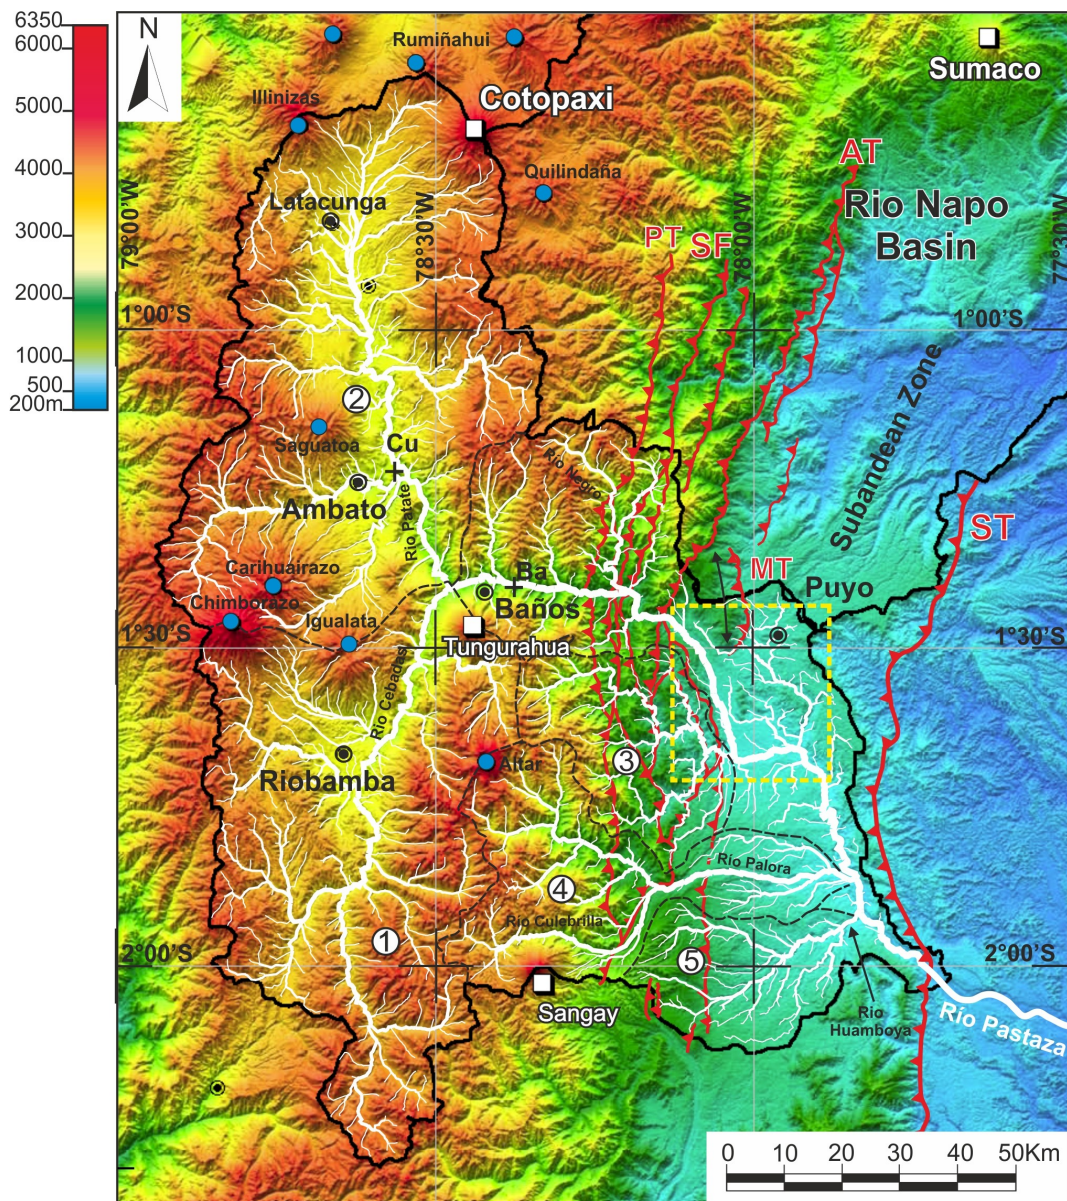 6350
6000
5000
4000
3000
2000
1000
500
200m
N
Rumiñahui
Sumaco
Illinizas
Cotopaxi
Quilindaña
AT
Latacunga
Rio Napo
Basin
79°00'W
78°30'W
78°00'W
77°30'W
PT
SF
1°00'S
1°00'S
Subandean Zone
2
Saguatoa
Cu
Rio Negro
Ambato
Rio Patate
ST
Carihuairazo
Ba
MT
Puyo
Chimborazo
Baños
Igualata
1°30'S
1°30'S
Tungurahua
Rio Cebadas
Riobamba
Altar
3
Rio Palora
4
Rio Culebrilla
1
2°00'S
5
2°00'S
Sangay
Rio
Huamboya
Rio Pastaza
0 10 20 30 40 50Km